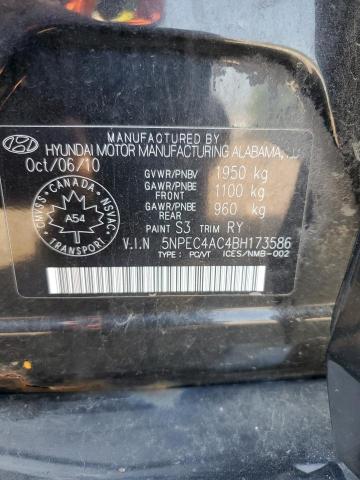 MANUFACTURED BY
HYUNDAI MOTOR MANUFACTURING ALABAMA,
Oct/06/10
GVWR/PNBV 1950 kg
GAWR/PNBE FRONT 1100 kg
GAWR/PNBE REAR 960 kg
PAINT S3 TRIM RY
V.I.N 5NPEC4AC4BH173586
TYPE: PC/VT ICES/NMB-002
CANADA
CMVSS NSVAC
A54
TRANSPORT